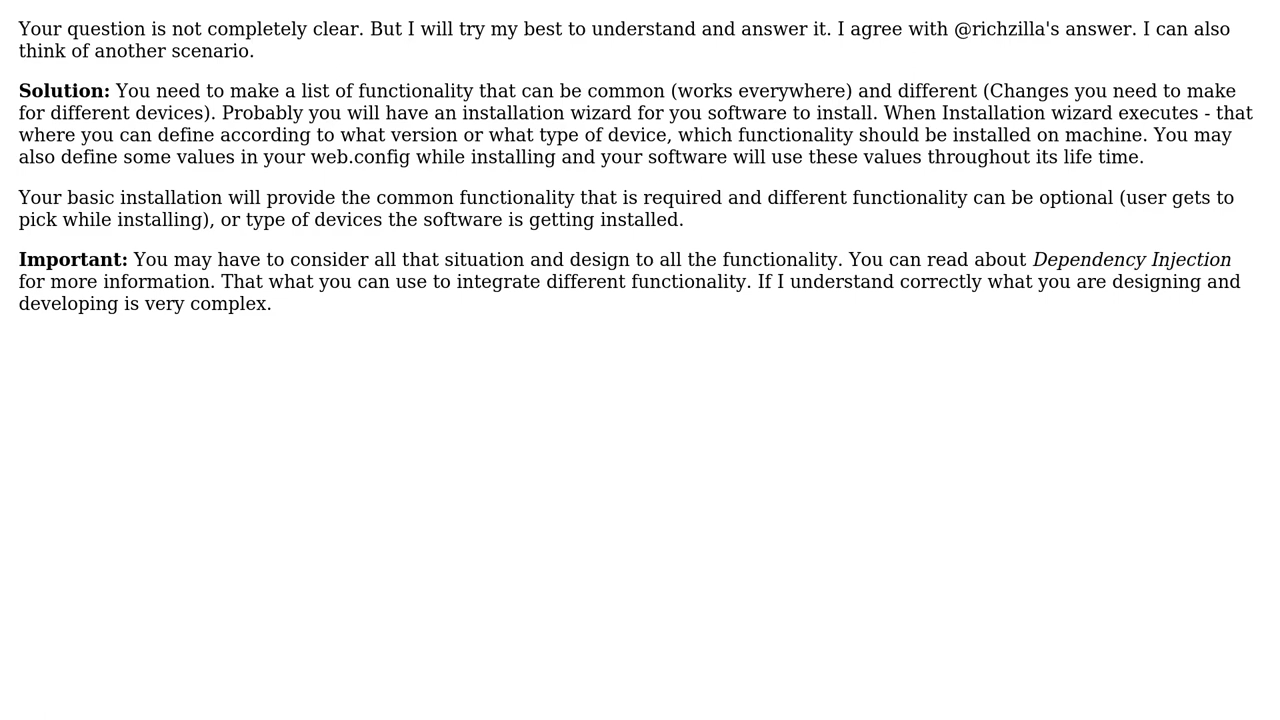 Your question is not completely clear. But I will try my best to understand and answer it. I agree with @richzilla's answer. I can also
think of another scenario.
Solution: You need to make a list of functionality that can be common (works everywhere) and different (Changes you need to make
for different devices). Probably you will have an installation wizard for you software to install. When Installation wizard executes - that
where you can define according to what version or what type of device, which functionality should be installed on machine. You may
also define some values in your web.config while installing and your software will use these values throughout its life time.
Your basic installation will provide the common functionality that is required and different functionality can be optional (user gets to
pick while installing), or type of devices the software is getting installed.
Important: You may have to consider all that situation and design to all the functionality. You can read about Dependency Injection
for more information. That what you can use to integrate different functionality. If I understand correctly what you are designing and
developing is very complex.